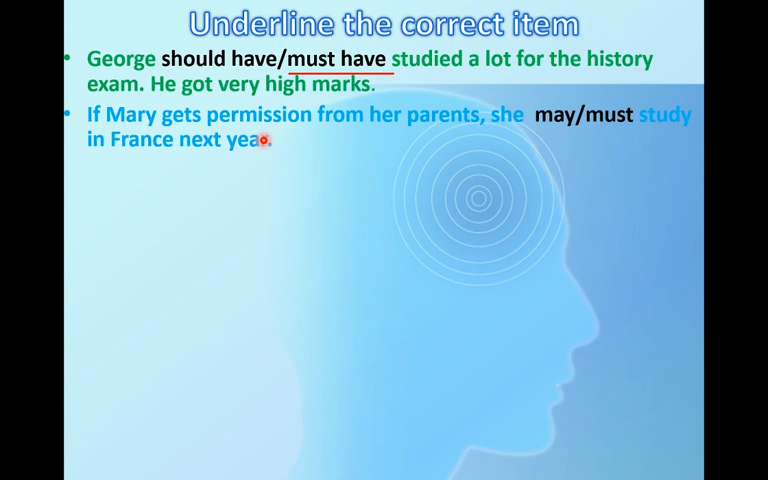 Underline the correct item
• George should have/must have studied a lot for the history
exam. He got very high marks.
• If Mary gets permission from her parents, she may/must study
in France next year.